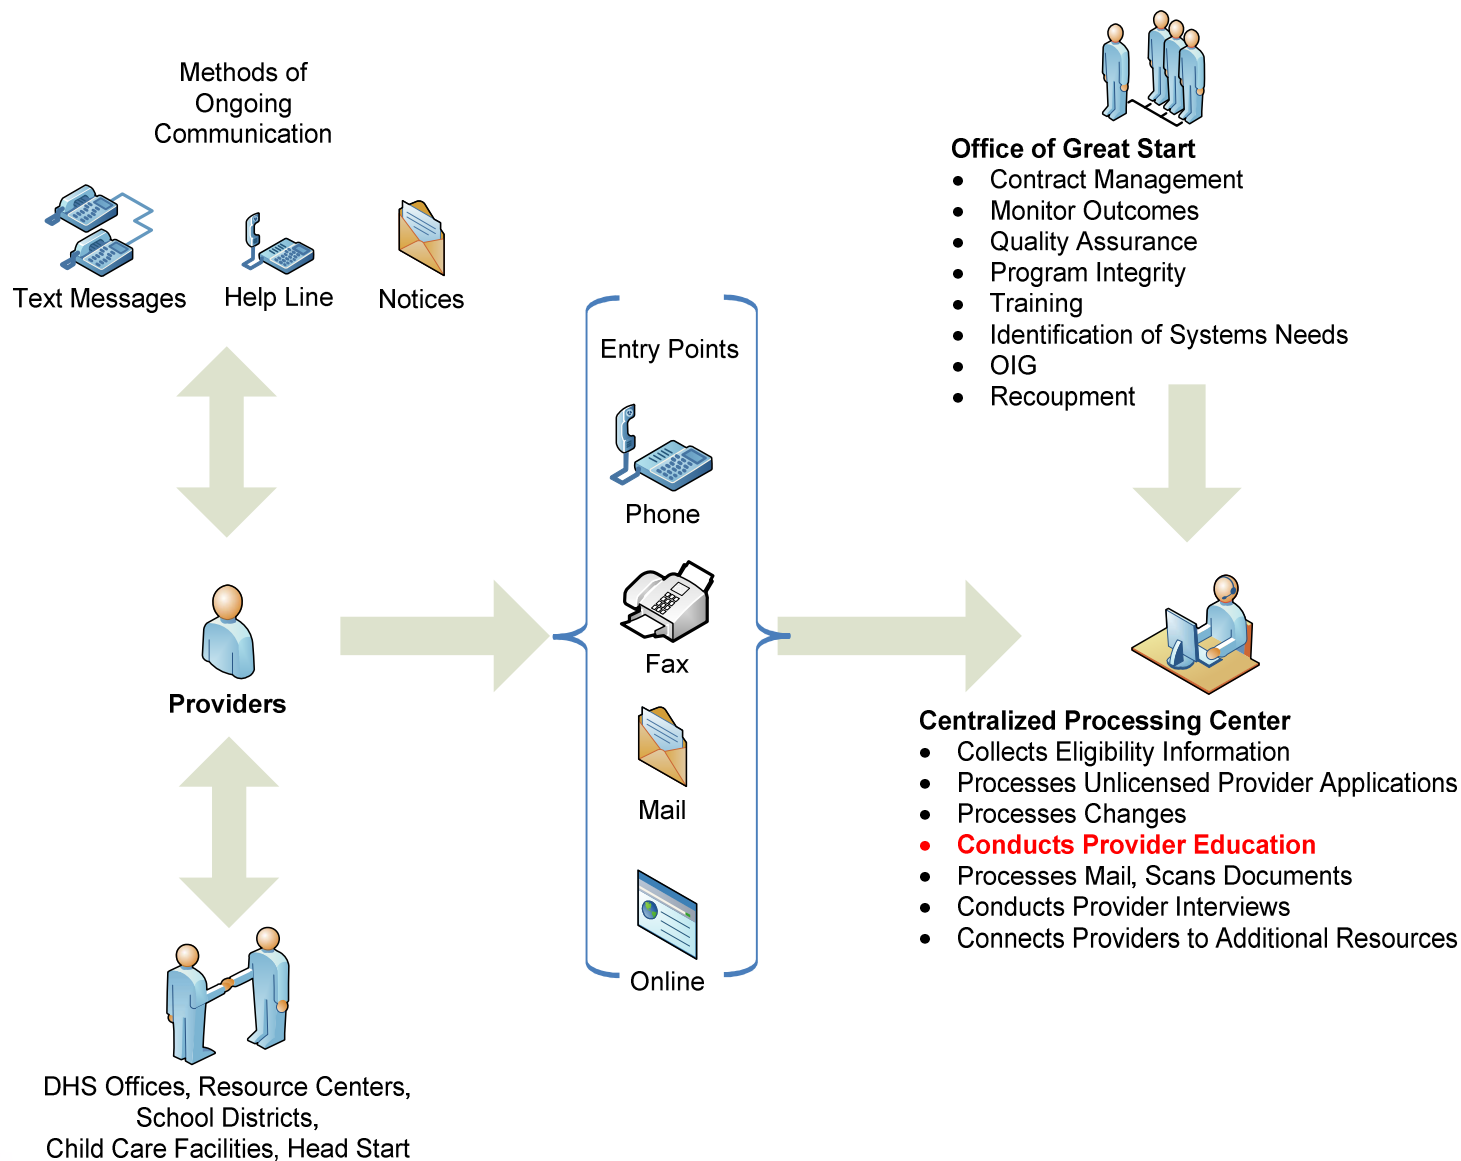 Methods of
Ongoing
Communication
Text Messages
Help Line
Notices
Providers
DHS Offices, Resource Centers,
School Districts,
Child Care Facilities, Head Start
Entry Points
Phone
Fax
Mail
Online
Office of Great Start
• Contract Management
• Monitor Outcomes
• Quality Assurance
• Program Integrity
• Training
• Identification of Systems Needs
• OIG
• Recoupment
Centralized Processing Center
• Collects Eligibility Information
• Processes Unlicensed Provider Applications
• Processes Changes
• Conducts Provider Education
• Processes Mail, Scans Documents
• Conducts Provider Interviews
• Connects Providers to Additional Resources